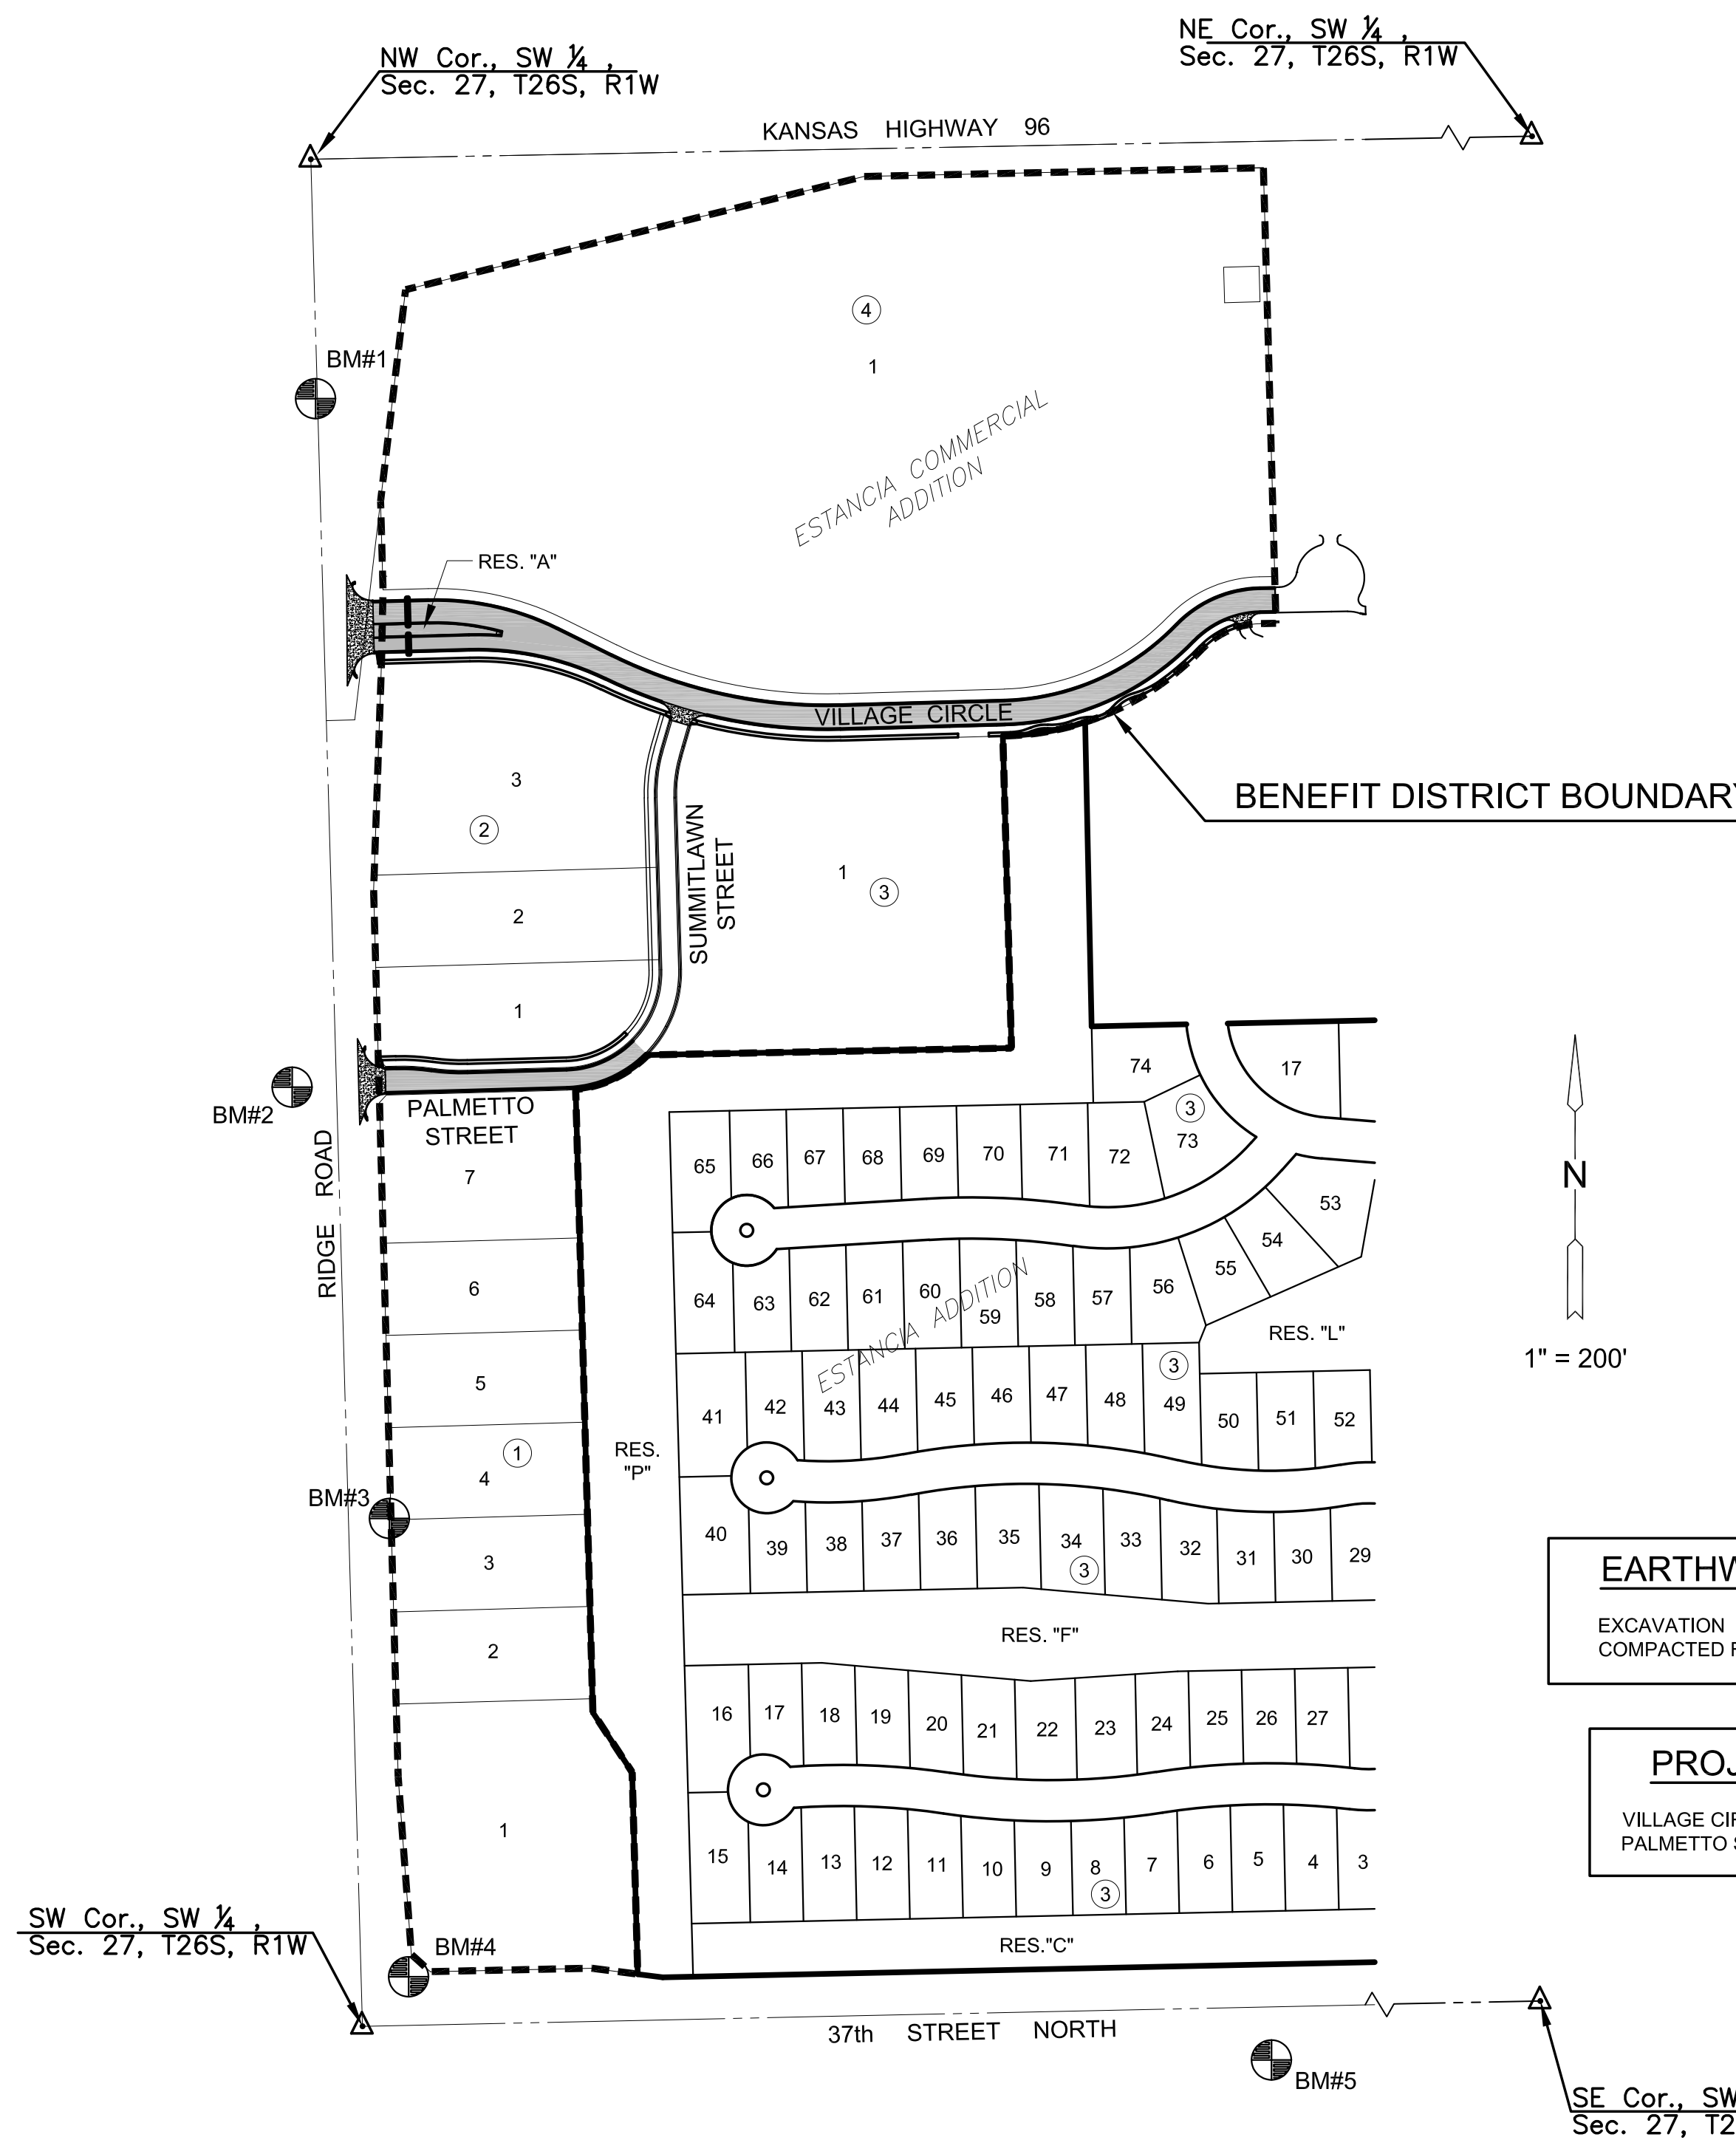 NW Cor., SW ¼ ,
Sec. 27, T26S, R1W
NE Cor., SW ¼ ,
Sec. 27, T26S, R1W
KANSAS HIGHWAY 96
BM#1
4
1
ESTANCIA COMMERCIAL
ADDITION
RES. "A"
VILLAGE CIRCLE
BENEFIT DISTRICT BOUNDARY
3
2
2
1
SUMMITLAWN
STREET
1
3
BM#2
PALMETTO
STREET
RIDGE ROAD
7
6
5
1
4
BM#3
3
2
1
74
17
3
73
65 66 67 68 69 70 71 72
53
54
55
64 63 62 61 60 59 58 57 56
ESTANCIA ADDITION
RES. "L"
3
41 42 43 44 45 46 47 48 49 50 51 52
RES.
"P"
40 39 38 37 36 35 34 33 32 31 30 29
3
RES. "F"
16 17 18 19 20 21 22 23 24 25 26 27
15 14 13 12 11 10 9 8 7 6 5 4 3
3
RES."C"
N
1" = 200'
EARTHW
EXCAVATION
COMPACTED F
PROJ
VILLAGE CIR
PALMETTO S
SW Cor., SW ¼ ,
Sec. 27, T26S, R1W
BM#4
37th STREET NORTH
BM#5
SE Cor., SW
Sec. 27, T2